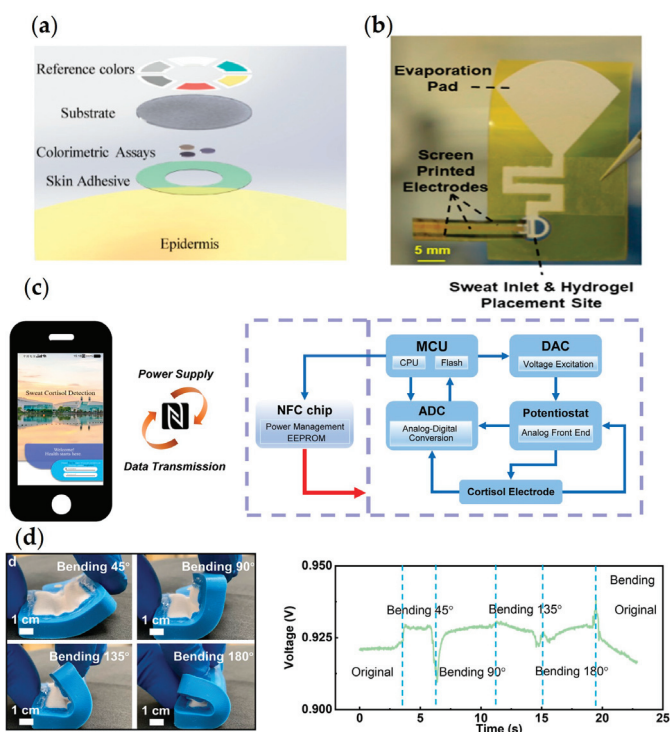 (a)
Reference colors
Substrate
Colorimetric Assays
Skin Adhesive
Epidermis
(b)
Evaporation
Pad
Screen
Printed
Electrodes
5 mm
Sweat Inlet & Hydrogel
Placement Site
(c)
Sweat Cortisol Detection
Welcome!
Power Supply
Data Transmission
NFC chip
Power Management
EEPROM
MCU
CPU
Flash
DAC
Voltage Excitation
ADC
Analog-Digital
Conversion
Potentiostat
Analog Front End
Cortisol Electrode
(d)
d
Bending 45°
1 cm
Bending 90°
1 cm
Bending 135°
1 cm
Bending 180°
1 cm
Voltage (V)
0.950
0.925
0.900
Original
Bending 45°
Bending 90°
Bending 135°
Bending 180°
Bending
Original
0
5
10
15
20
25
Time (s)